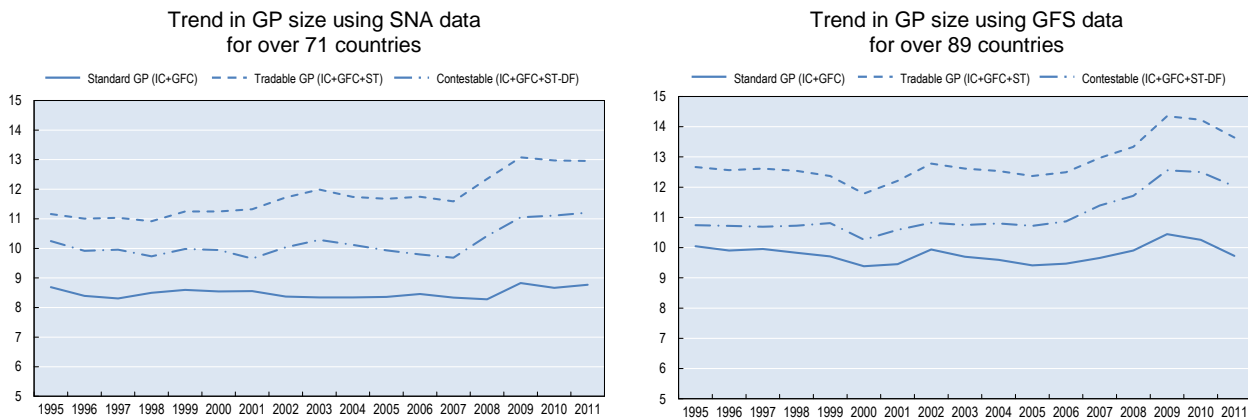 Trend in GP size using SNA data
for over 71 countries
Standard GP (IC+GFC) Tradable GP (IC+GFC+ST) Contestable (IC+GFC+ST-DF)
15
14
13
12
11
10
9
8
7
6
5
1995 1996 1997 1998 1999 2000 2001 2002 2003 2004 2005 2006 2007 2008 2009 2010 2011
Trend in GP size using GFS data
for over 89 countries
Standard GP (IC+GFC) Tradable GP (IC+GFC+ST) Contestable (IC+GFC+ST-DF)
15
14
13
12
11
10
9
8
7
6
5
1995 1996 1997 1998 1999 2000 2001 2002 2003 2004 2005 2006 2007 2008 2009 2010 2011